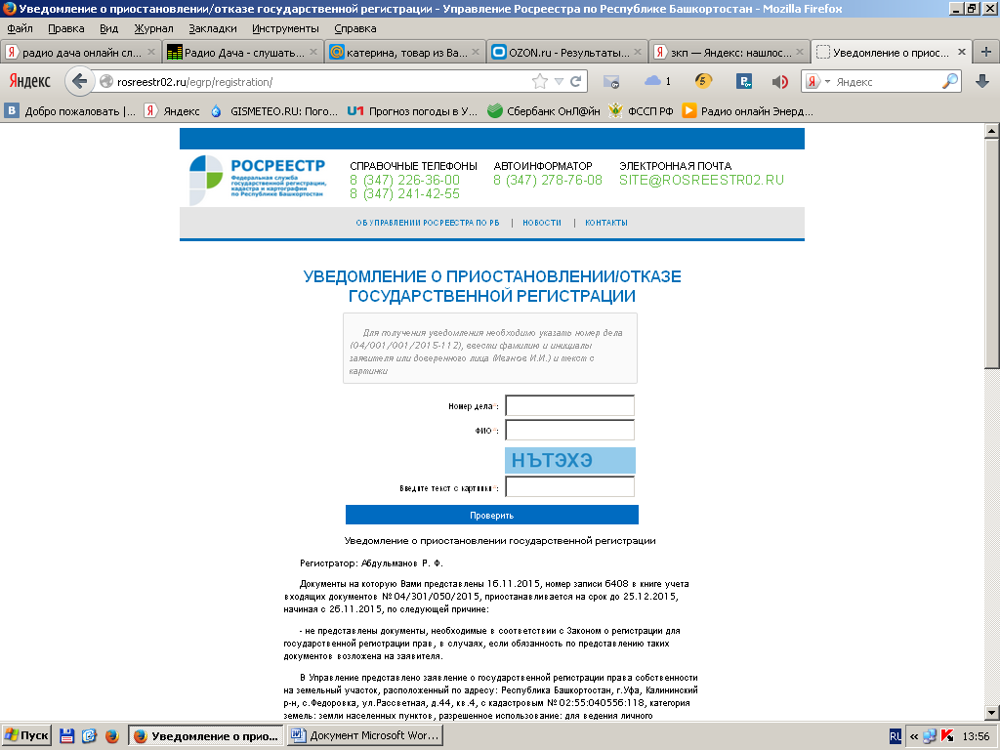 Уведомление о приостановлении/отказе государственной регистрации - Управление Росреестра по Республике Башкортостан - Mozilla Firefox
Файл Правка Вид Журнал Закладки Инструменты Справка
радио дача онлайн сл... Радио Дача - слушать... катерина, товар из Ва... OZON.ru - Результаты... зкп — Яндекс: нашлос... Уведомление о приос...
Яндекс rosreestr02.ru/egrp/registration/ 1 5 Яндекс
Добро пожаловать |... Яндекс GISMETEO.RU: Пого... Прогноз погоды в У... Сбербанк ОнЛ@йн ФССП РФ Радио онлайн Энерд...
РОСРЕЕСТР
Федеральная служба
государственной регистрации,
кадастра и картографии
по Республике Башкортостан
СПРАВОЧНЫЕ ТЕЛЕФОНЫ
8 (347) 226-36-00
8 (347) 241-42-55
АВТОИНФОРМАТОР
8 (347) 278-76-08
ЭЛЕКТРОННАЯ ПОЧТА
SITE@ROSREESTR02.RU
ОБ УПРАВЛЕНИИ РОСРЕЕСТРА ПО РБ | НОВОСТИ | КОНТАКТЫ
УВЕДОМЛЕНИЕ О ПРИОСТАНОВЛЕНИИ/ОТКАЗЕ
ГОСУДАРСТВЕННОЙ РЕГИСТРАЦИИ
Для получения уведомления необходимо указать номер дела
(04/001/001/2015-112), ввести фамилию и инициалы
заявителя или доверенного лица (Иванов И.И.) и текст с
картинки
Номер дела*:
ФИО*:
НЪТЭХЭ
Введите текст с картинки*:
Проверить
Уведомление о приостановлении государственной регистрации
Регистратор: Абдульманов Р. Ф.
Документы на которую Вами представлены 16.11.2015, номер записи 6408 в книге учета
входящих документов №04/301/050/2015, приостанавливается на срок до 25.12.2015,
начиная с 26.11.2015, по следующей причине:
- не представлены документы, необходимые в соответствии с Законом о регистрации для
государственной регистрации прав, в случаях, если обязанность по представлению таких
документов возложена на заявителя.
В Управление представлено заявление о государственной регистрации права собственности
на земельный участок, расположенный по адресу: Республика Башкортостан, г.Уфа, Калининский
р-н, с.Федоровка, ул.Рассветная, д.44, кв.4, с кадастровым №02:55:040556:118, категория
земель: земли населенных пунктов, разрешенное использование: для ведения личного
Пуск Уведомление о прио... Документ Microsoft Wor... RU « 13:56